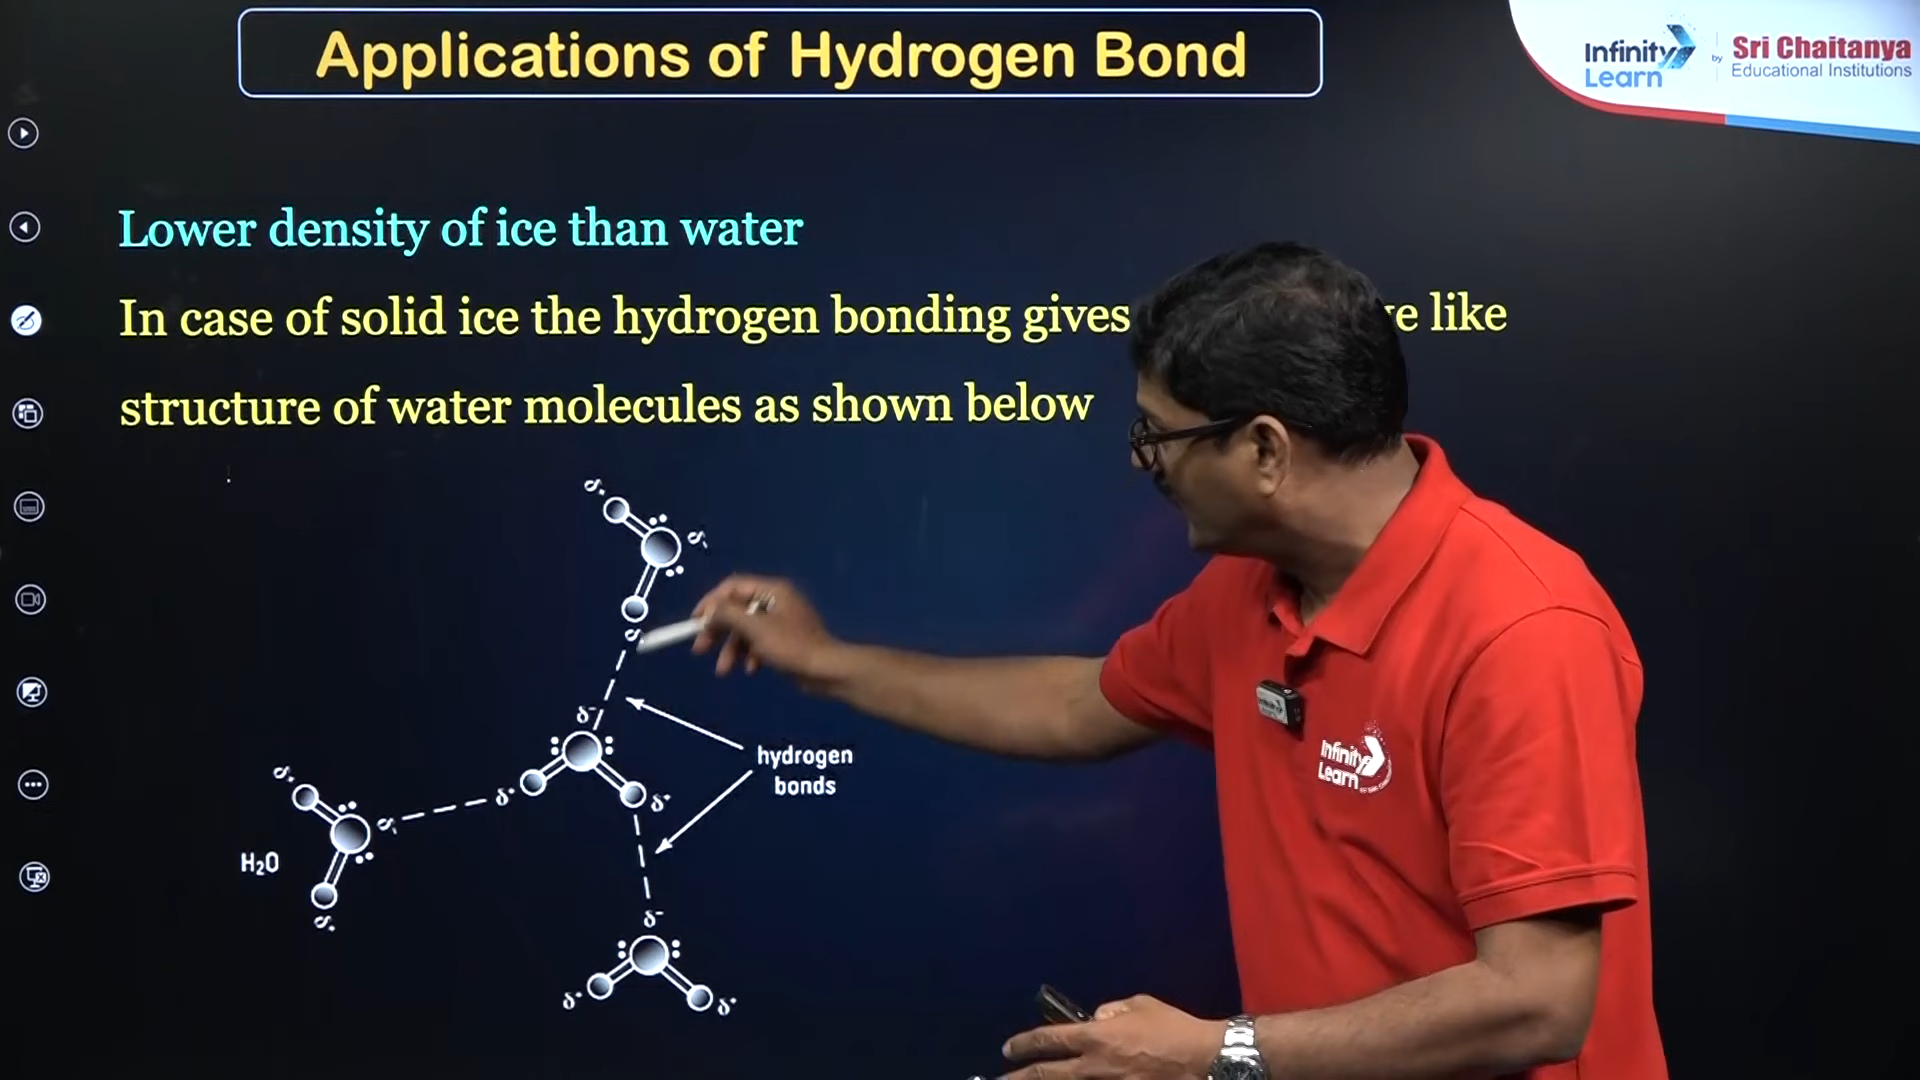 Applications of Hydrogen Bond
Infinity Learn by Sri Chaitanya Educational Institutions
Lower density of ice than water
In case of solid ice the hydrogen bonding gives like
structure of water molecules as shown below
δ+
δ-
δ+
δ-
hydrogen
bonds
δ+
δ+
δ+
δ-
H₂O
δ+
δ-
δ+
δ+
Infinity
Learn